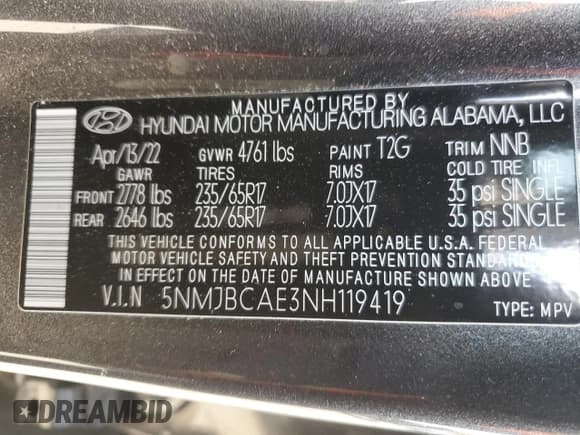 MANUFACTURED BY
HYUNDAI MOTOR MANUFACTURING ALABAMA, LLC
Apr/13/22 GVWR 4761 lbs PAINT T2G TRIM NNB
GAWR TIRES RIMS COLD TIRE INFL
FRONT 2778 lbs 235/65R17 7.0JX17 35 psi SINGLE
REAR 2646 lbs 235/65R17 7.0JX17 35 psi SINGLE
THIS VEHICLE CONFORMS TO ALL APPLICABLE U.S.A. FEDERAL
MOTOR VEHICLE SAFETY AND THEFT PREVENTION STANDARDS
IN EFFECT ON THE DATE OF MANUFACTURE SHOWN ABOVE
V.I.N 5NMJBCAE3NH119419 TYPE: MPV
DREAMBID